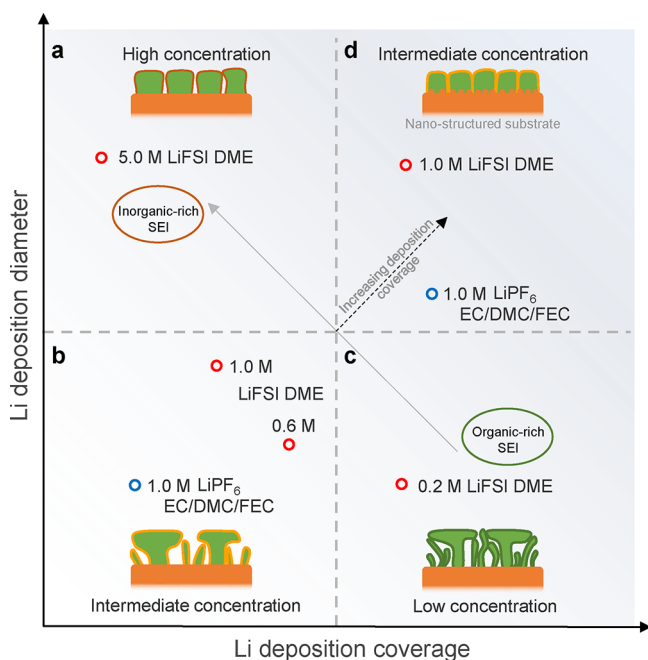 a
High concentration
5.0 M LiFSI DME
Inorganic-rich
SEI
d
Intermediate concentration
Nano-structured substrate
1.0 M LiFSI DME
Increasing deposition
coverage
1.0 M LiPF₆
EC/DMC/FEC
b
1.0 M
LiFSI DME
0.6 M
1.0 M LiPF₆
EC/DMC/FEC
Intermediate concentration
c
Organic-rich
SEI
0.2 M LiFSI DME
Low concentration
Li deposition diameter
Li deposition coverage